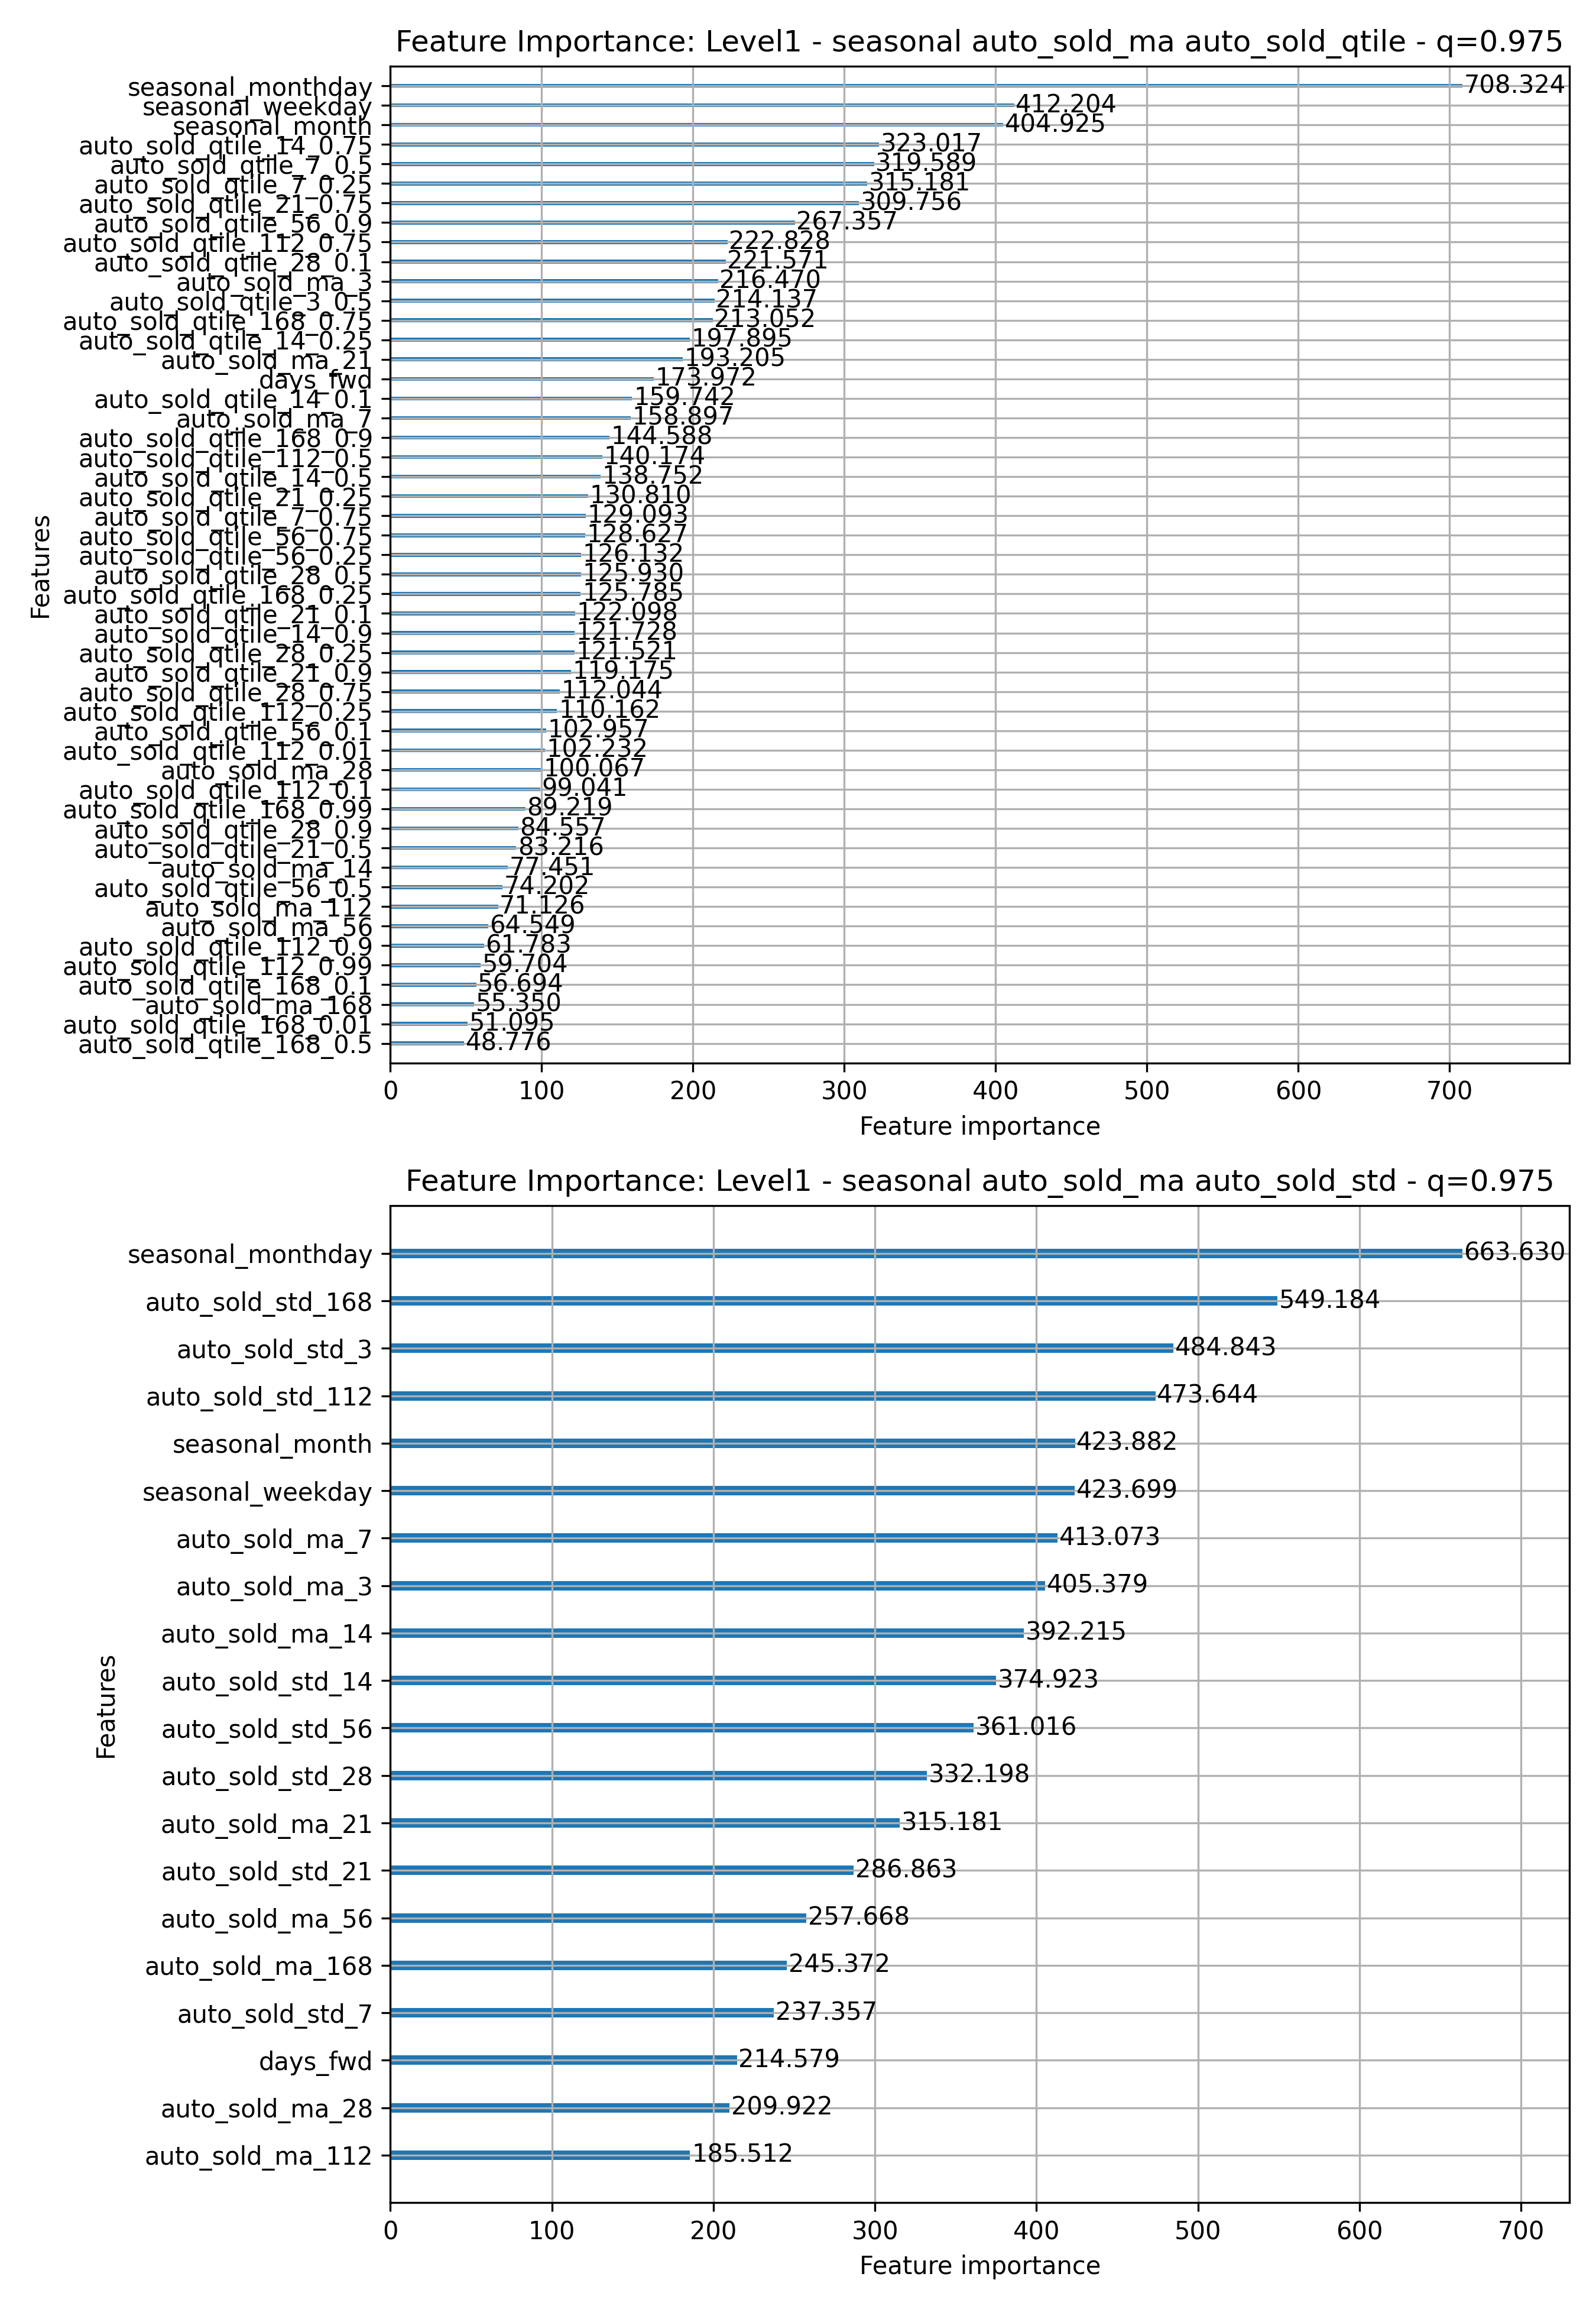 Feature Importance: Level1 - seasonal auto_sold_ma auto_sold_qtile - q=0.975
seasonal_monthday 708.324
seasonal_weekday 412.204
seasonal_month 404.925
auto_sold_qtile_14_0.75 323.017
auto_sold_qtile_7_0.5 319.589
auto_sold_qtile_7_0.25 315.181
auto_sold_qtile_21_0.75 309.756
auto_sold_qtile_56_0.9 267.357
auto_sold_qtile_112_0.75 222.828
auto_sold_qtile_28_0.1 221.571
auto_sold_ma_3 216.470
auto_sold_qtile_3_0.5 214.137
auto_sold_qtile_168_0.75 213.052
auto_sold_qtile_14_0.25 197.895
auto_sold_ma_21 193.205
days_fwd 173.972
auto_sold_qtile_14_0.1 159.742
auto_sold_ma_7 158.897
auto_sold_qtile_168_0.9 144.588
auto_sold_qtile_112_0.5 140.174
auto_sold_qtile_14_0.5 138.752
auto_sold_qtile_21_0.25 130.810
auto_sold_qtile_7_0.75 129.093
auto_sold_qtile_56_0.75 128.627
auto_sold_qtile_56_0.25 126.132
auto_sold_qtile_28_0.5 125.930
auto_sold_qtile_168_0.25 125.785
auto_sold_qtile_21_0.1 122.098
auto_sold_qtile_14_0.9 121.728
auto_sold_qtile_28_0.25 121.521
auto_sold_qtile_21_0.9 119.175
auto_sold_qtile_28_0.75 112.044
auto_sold_qtile_112_0.25 110.162
auto_sold_qtile_56_0.1 102.957
auto_sold_qtile_112_0.01 102.232
auto_sold_ma_28 100.067
auto_sold_qtile_112_0.1 99.041
auto_sold_qtile_168_0.99 89.219
auto_sold_qtile_28_0.9 84.557
auto_sold_qtile_21_0.5 83.216
auto_sold_ma_14 77.451
auto_sold_qtile_56_0.5 74.202
auto_sold_ma_112 71.126
auto_sold_ma_56 64.549
auto_sold_qtile_112_0.9 61.783
auto_sold_qtile_112_0.99 59.704
auto_sold_qtile_168_0.1 56.694
auto_sold_ma_168 55.350
auto_sold_qtile_168_0.01 51.095
auto_sold_qtile_168_0.5 48.776
Features
0 100 200 300 400 500 600 700
Feature importance
Feature Importance: Level1 - seasonal auto_sold_ma auto_sold_std - q=0.975
seasonal_monthday 663.630
auto_sold_std_168 549.184
auto_sold_std_3 484.843
auto_sold_std_112 473.644
seasonal_month 423.882
seasonal_weekday 423.699
auto_sold_ma_7 413.073
auto_sold_ma_3 405.379
auto_sold_ma_14 392.215
auto_sold_std_14 374.923
auto_sold_std_56 361.016
auto_sold_std_28 332.198
auto_sold_ma_21 315.181
auto_sold_std_21 286.863
auto_sold_ma_56 257.668
auto_sold_ma_168 245.372
auto_sold_std_7 237.357
days_fwd 214.579
auto_sold_ma_28 209.922
auto_sold_ma_112 185.512
Features
0 100 200 300 400 500 600 700
Feature importance